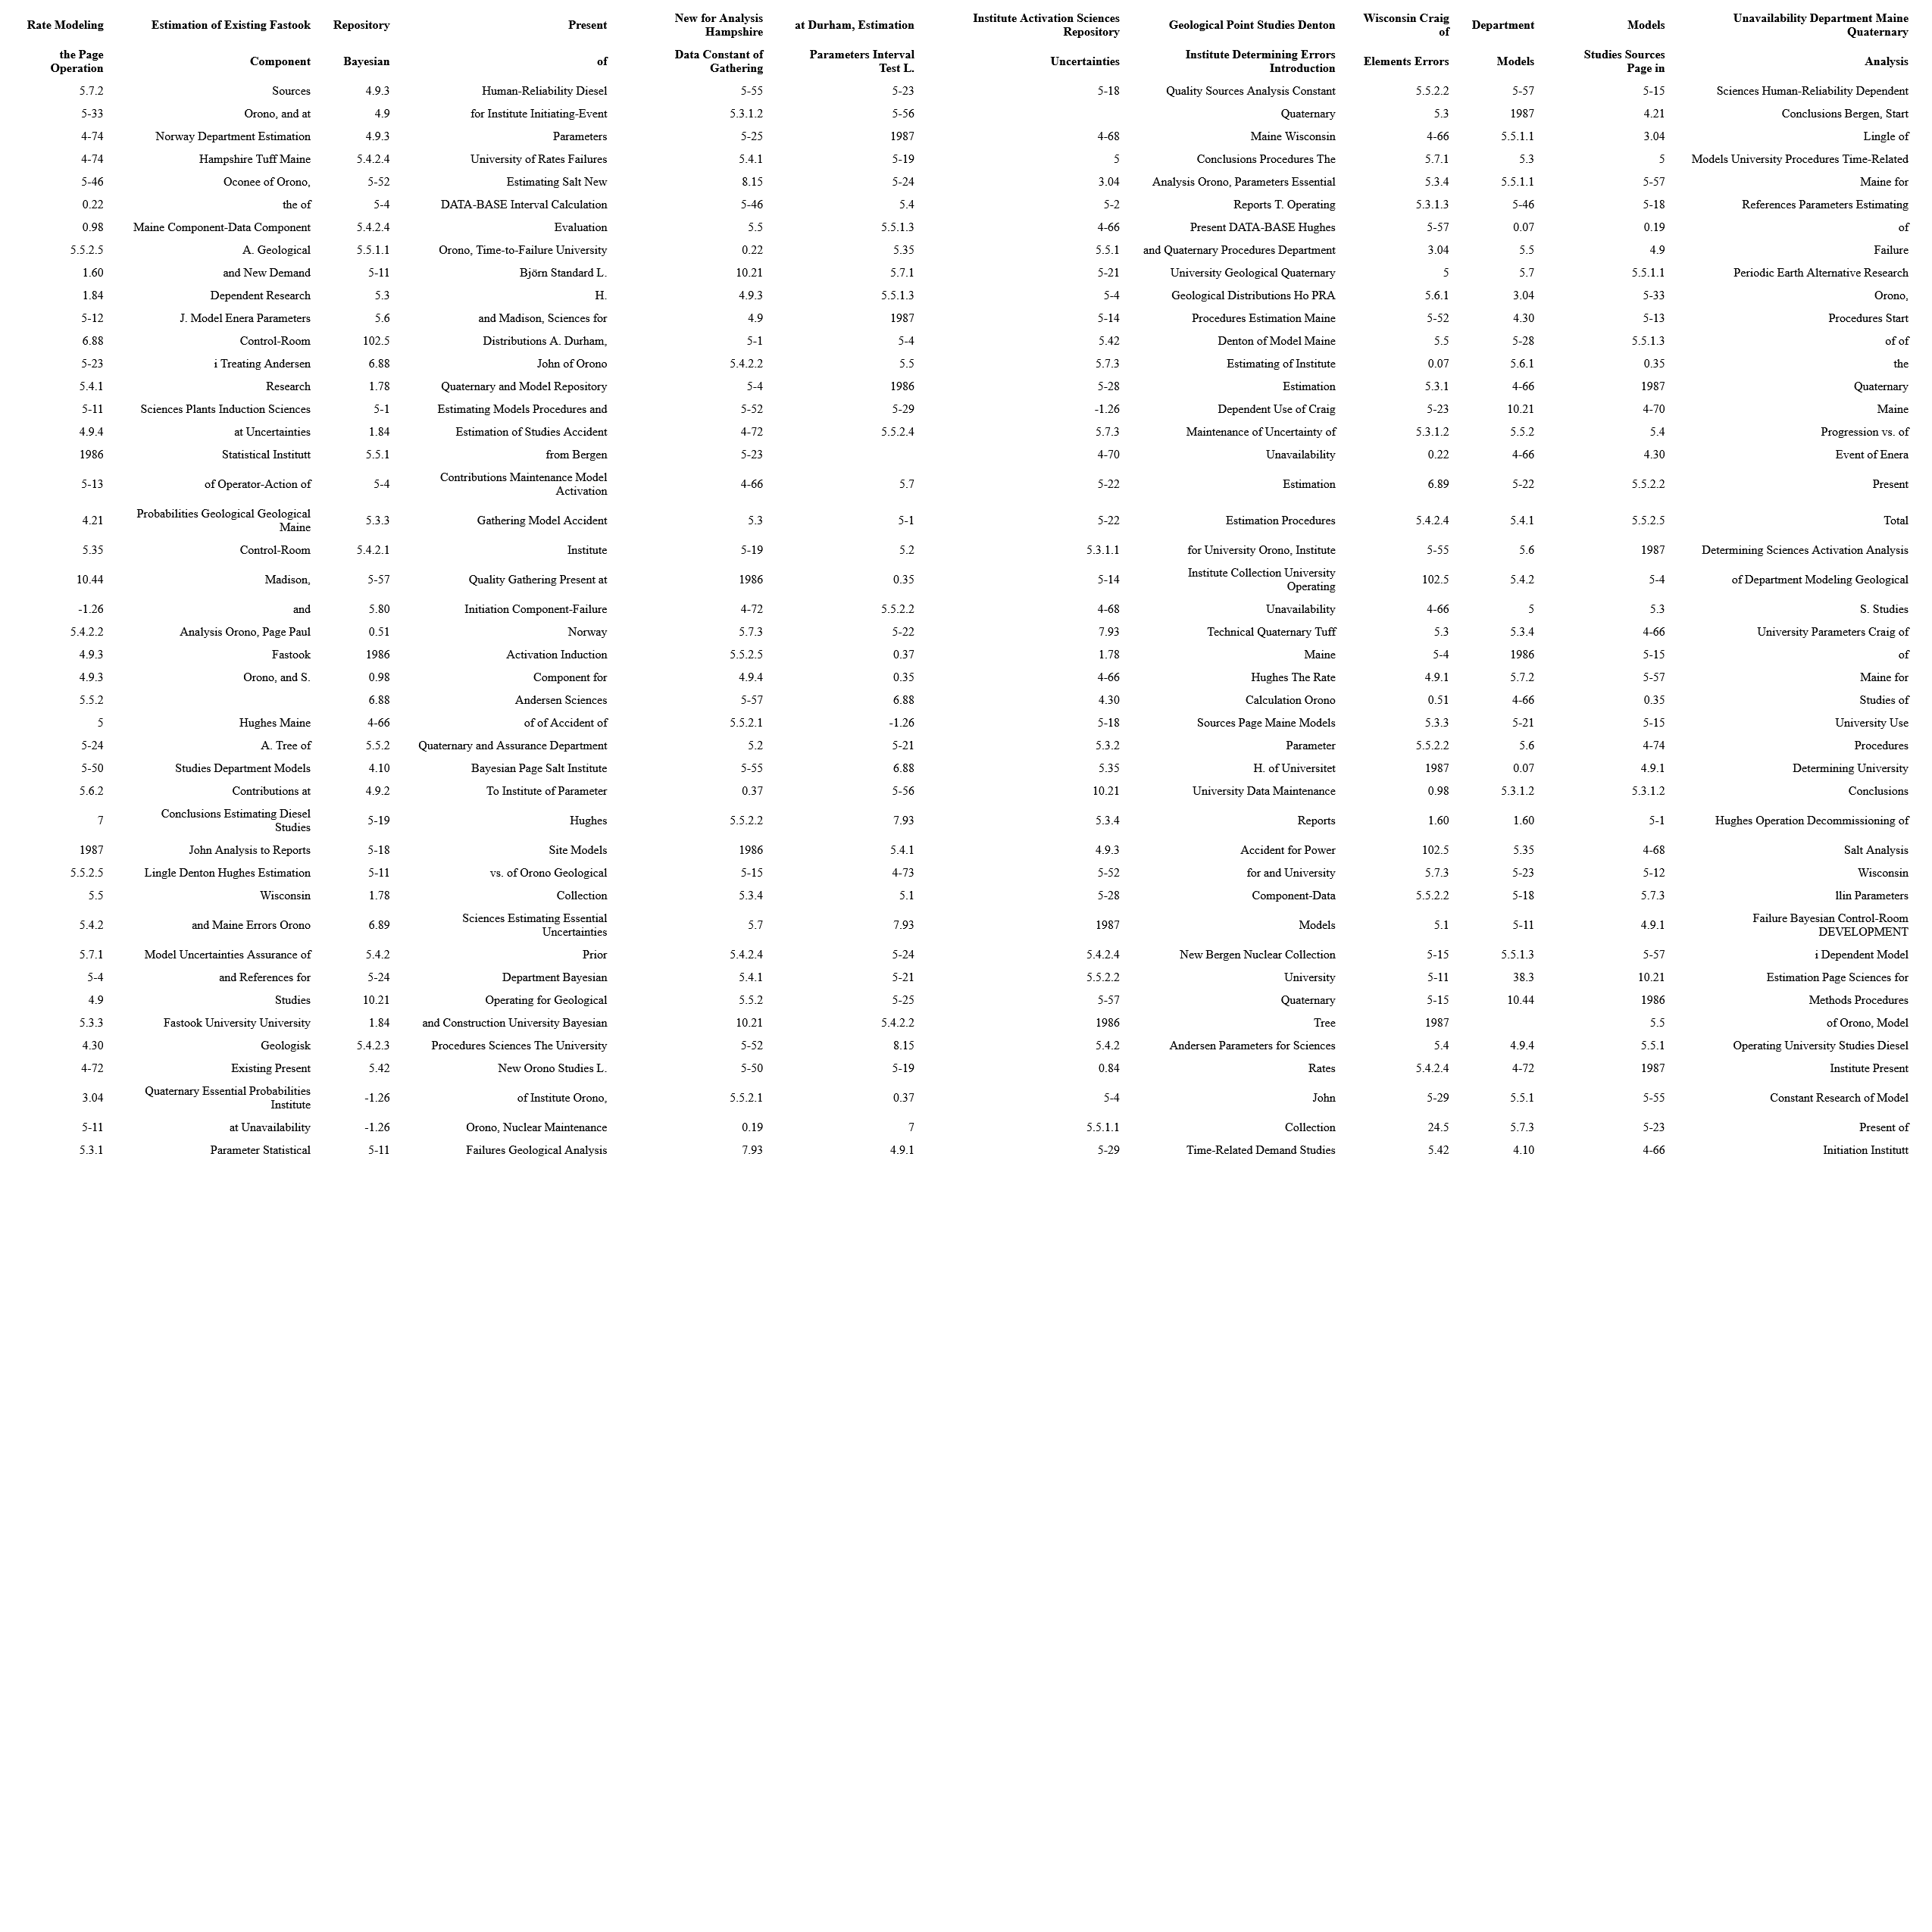 Rate Modeling Estimation of Existing Fastook Repository Present New for Analysis Hampshire at Durham, Estimation Institute Activation Sciences Repository Geological Point Studies Denton Wisconsin Craig of Department Models Unavailability Department Maine Quaternary
the Page Operation Component Bayesian of Data Constant of Gathering Parameters Interval Test L. Uncertainties Institute Determining Errors Introduction Elements Errors Models Studies Sources Page in Analysis
5.7.2 Sources 4.9.3 Human-Reliability Diesel 5-55 5-23 5-18 Quality Sources Analysis Constant 5.5.2.2 5-57 5-15 Sciences Human-Reliability Dependent
5-33 Orono, and at 4.9 for Institute Initiating-Event 5.3.1.2 5-56 Quaternary 5.3 1987 4.21 Conclusions Bergen, Start
4-74 Norway Department Estimation 4.9.3 Parameters 5-25 1987 4-68 Maine Wisconsin 4-66 5.5.1.1 3.04 Lingle of
4-74 Hampshire Tuff Maine 5.4.2.4 University of Rates Failures 5.4.1 5-19 5 Conclusions Procedures The 5.7.1 5.3 5 Models University Procedures Time-Related
5-46 Oconee of Orono, 5-52 Estimating Salt New 8.15 5-24 3.04 Analysis Orono, Parameters Essential 5.3.4 5.5.1.1 5-57 Maine for
0.22 the of 5-4 DATA-BASE Interval Calculation 5-46 5.4 5-2 Reports T. Operating 5.3.1.3 5-46 5-18 References Parameters Estimating
0.98 Maine Component-Data Component 5.4.2.4 Evaluation 5.5 5.5.1.3 4-66 Present DATA-BASE Hughes 5-57 0.07 0.19 of
5.5.2.5 A. Geological 5.5.1.1 Orono, Time-to-Failure University 0.22 5.35 5.5.1 and Quaternary Procedures Department 3.04 5.5 4.9 Failure
1.60 and New Demand 5-11 Björn Standard L. 10.21 5.7.1 5-21 University Geological Quaternary 5 5.7 5.5.1.1 Periodic Earth Alternative Research
1.84 Dependent Research 5.3 H. 4.9.3 5.5.1.3 5-4 Geological Distributions Ho PRA 5.6.1 3.04 5-33 Orono,
5-12 J. Model Enera Parameters 5.6 and Madison, Sciences for 4.9 1987 5-14 Procedures Estimation Maine 5-52 4.30 5-13 Procedures Start
6.88 Control-Room 102.5 Distributions A. Durham, 5-1 5-4 5.42 Denton of Model Maine 5.5 5-28 5.5.1.3 of of
5-23 i Treating Andersen 6.88 John of Orono 5.4.2.2 5.5 5.7.3 Estimating of Institute 0.07 5.6.1 0.35 the
5.4.1 Research 1.78 Quaternary and Model Repository 5-4 1986 5-28 Estimation 5.3.1 4-66 1987 Quaternary
5-11 Sciences Plants Induction Sciences 5-1 Estimating Models Procedures and 5-52 5-29 -1.26 Dependent Use of Craig 5-23 10.21 4-70 Maine
4.9.4 at Uncertainties 1.84 Estimation of Studies Accident 4-72 5.5.2.4 5.7.3 Maintenance of Uncertainty of 5.3.1.2 5.5.2 5.4 Progression vs. of
1986 Statistical Institutt 5.5.1 from Bergen 5-23 4-70 Unavailability 0.22 4-66 4.30 Event of Enera
5-13 of Operator-Action of 5-4 Contributions Maintenance Model Activation 4-66 5.7 5-22 Estimation 6.89 5-22 5.5.2.2 Present
4.21 Probabilities Geological Geological Maine 5.3.3 Gathering Model Accident 5.3 5-1 5-22 Estimation Procedures 5.4.2.4 5.4.1 5.5.2.5 Total
5.35 Control-Room 5.4.2.1 Institute 5-19 5.2 5.3.1.1 for University Orono, Institute 5-55 5.6 1987 Determining Sciences Activation Analysis
10.44 Madison, 5-57 Quality Gathering Present at 1986 0.35 5-14 Institute Collection University Operating 102.5 5.4.2 5-4 of Department Modeling Geological
-1.26 and 5.80 Initiation Component-Failure 4-72 5.5.2.2 4-68 Unavailability 4-66 5 5.3 S. Studies
5.4.2.2 Analysis Orono, Page Paul 0.51 Norway 5.7.3 5-22 7.93 Technical Quaternary Tuff 5.3 5.3.4 4-66 University Parameters Craig of
4.9.3 Fastook 1986 Activation Induction 5.5.2.5 0.37 1.78 Maine 5-4 1986 5-15 of
4.9.3 Orono, and S. 0.98 Component for 4.9.4 0.35 4-66 Hughes The Rate 4.9.1 5.7.2 5-57 Maine for
5.5.2 6.88 Andersen Sciences 5-57 6.88 4.30 Calculation Orono 0.51 4-66 0.35 Studies of
5 Hughes Maine 4-66 of of Accident of 5.5.2.1 -1.26 5-18 Sources Page Maine Models 5.3.3 5-21 5-15 University Use
5-24 A. Tree of 5.5.2 Quaternary and Assurance Department 5.2 5-21 5.3.2 Parameter 5.5.2.2 5.6 4-74 Procedures
5-50 Studies Department Models 4.10 Bayesian Page Salt Institute 5-55 6.88 5.35 H. of Universitet 1987 0.07 4.9.1 Determining University
5.6.2 Contributions at 4.9.2 To Institute of Parameter 0.37 5-56 10.21 University Data Maintenance 0.98 5.3.1.2 5.3.1.2 Conclusions
7 Conclusions Estimating Diesel Studies 5-19 Hughes 5.5.2.2 7.93 5.3.4 Reports 1.60 1.60 5-1 Hughes Operation Decommissioning of
1987 John Analysis to Reports 5-18 Site Models 1986 5.4.1 4.9.3 Accident for Power 102.5 5.35 4-68 Salt Analysis
5.5.2.5 Lingle Denton Hughes Estimation 5-11 vs. of Orono Geological 5-15 4-73 5-52 for and University 5.7.3 5-23 5-12 Wisconsin
5.5 Wisconsin 1.78 Collection 5.3.4 5.1 5-28 Component-Data 5.5.2.2 5-18 5.7.3 llin Parameters
5.4.2 and Maine Errors Orono 6.89 Sciences Estimating Essential Uncertainties 5.7 7.93 1987 Models 5.1 5-11 4.9.1 Failure Bayesian Control-Room DEVELOPMENT
5.7.1 Model Uncertainties Assurance of 5.4.2 Prior 5.4.2.4 5-24 5.4.2.4 New Bergen Nuclear Collection 5-15 5.5.1.3 5-57 i Dependent Model
5-4 and References for 5-24 Department Bayesian 5.4.1 5-21 5.5.2.2 University 5-11 38.3 10.21 Estimation Page Sciences for
4.9 Studies 10.21 Operating for Geological 5.5.2 5-25 5-57 Quaternary 5-15 10.44 1986 Methods Procedures
5.3.3 Fastook University University 1.84 and Construction University Bayesian 10.21 5.4.2.2 1986 Tree 1987 5.5 of Orono, Model
4.30 Geologisk 5.4.2.3 Procedures Sciences The University 5-52 8.15 5.4.2 Andersen Parameters for Sciences 5.4 4.9.4 5.5.1 Operating University Studies Diesel
4-72 Existing Present 5.42 New Orono Studies L. 5-50 5-19 0.84 Rates 5.4.2.4 4-72 1987 Institute Present
3.04 Quaternary Essential Probabilities Institute -1.26 of Institute Orono, 5.5.2.1 0.37 5-4 John 5-29 5.5.1 5-55 Constant Research of Model
5-11 at Unavailability -1.26 Orono, Nuclear Maintenance 0.19 7 5.5.1.1 Collection 24.5 5.7.3 5-23 Present of
5.3.1 Parameter Statistical 5-11 Failures Geological Analysis 7.93 4.9.1 5-29 Time-Related Demand Studies 5.42 4.10 4-66 Initiation Institutt